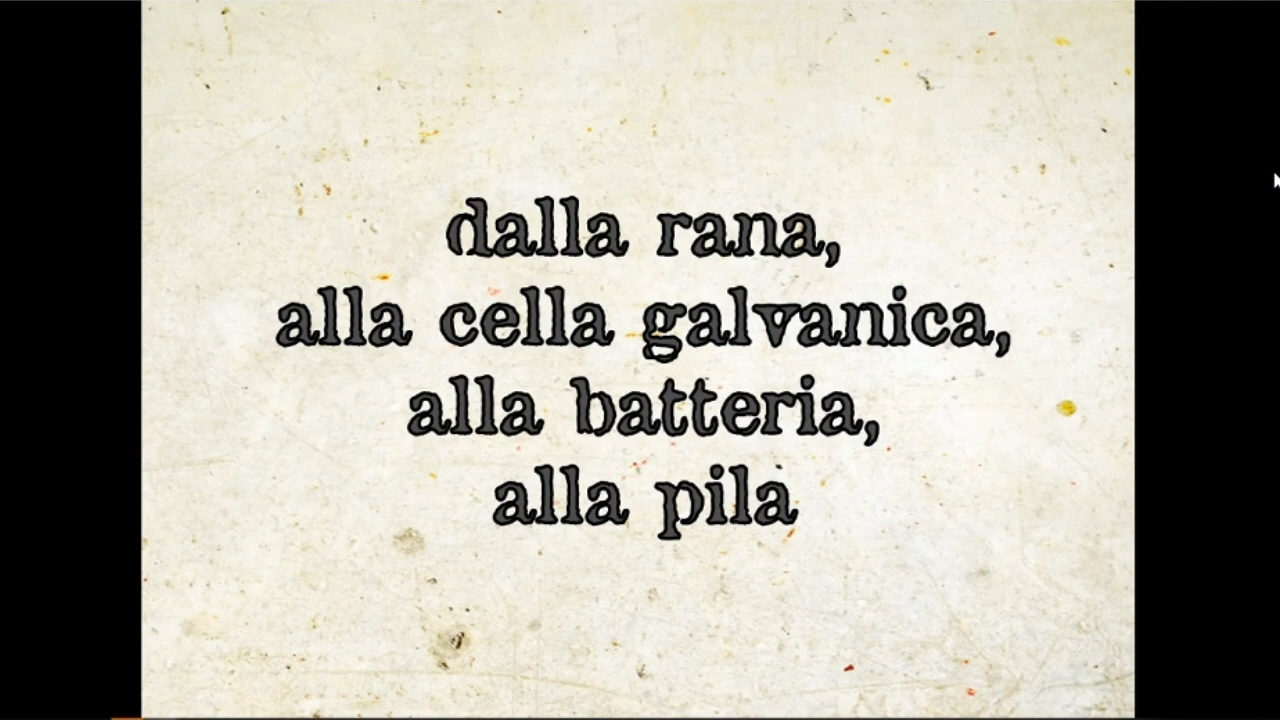 dalla rana,
alla cella galvanica,
alla batteria,
alla pila